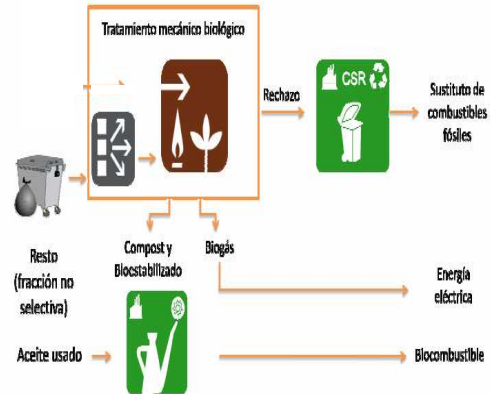 Tratamiento mecánico biológico
Rechazo
CSR
Sustituto de
combustibles
fósiles
Resto
(fracción no
selectiva)
Compost y
Bioestabilizado
Biogás
Energía
eléctrica
Aceite usado
Biocombustible